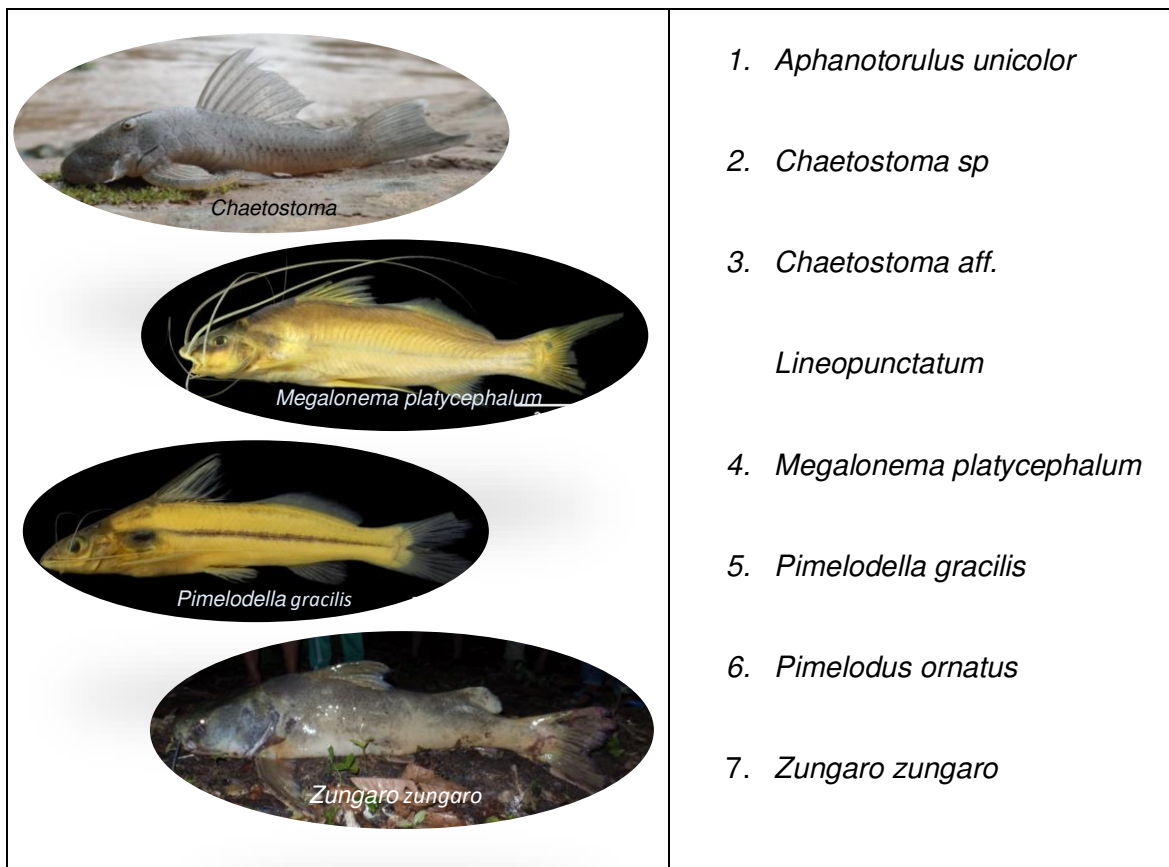 Chaetostoma
Megalonema platycephalum
Pimelodella gracilis
Zungaro zungaro
1. Aphanotorulus unicolor
2. Chaetostoma sp
3. Chaetostoma aff.
Lineopunctatum
4. Megalonema platycephalum
5. Pimelodella gracilis
6. Pimelodus ornatus
7. Zungaro zungaro